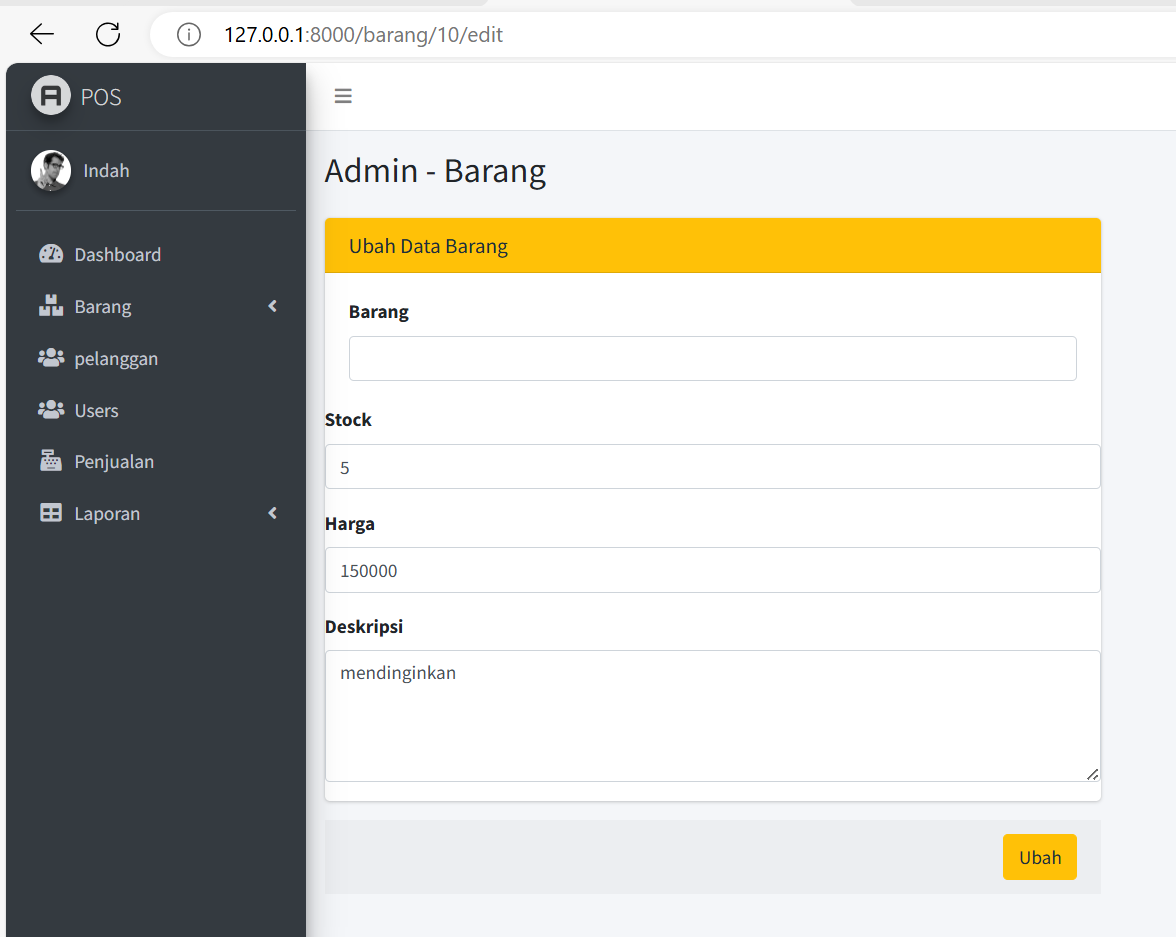 127.0.0.1:8000/barang/10/edit
POS
Indah
Dashboard
Barang
pelanggan
Users
Penjualan
Laporan
Admin - Barang
Ubah Data Barang
Barang
Stock
5
Harga
150000
Deskripsi
mendinginkan
Ubah